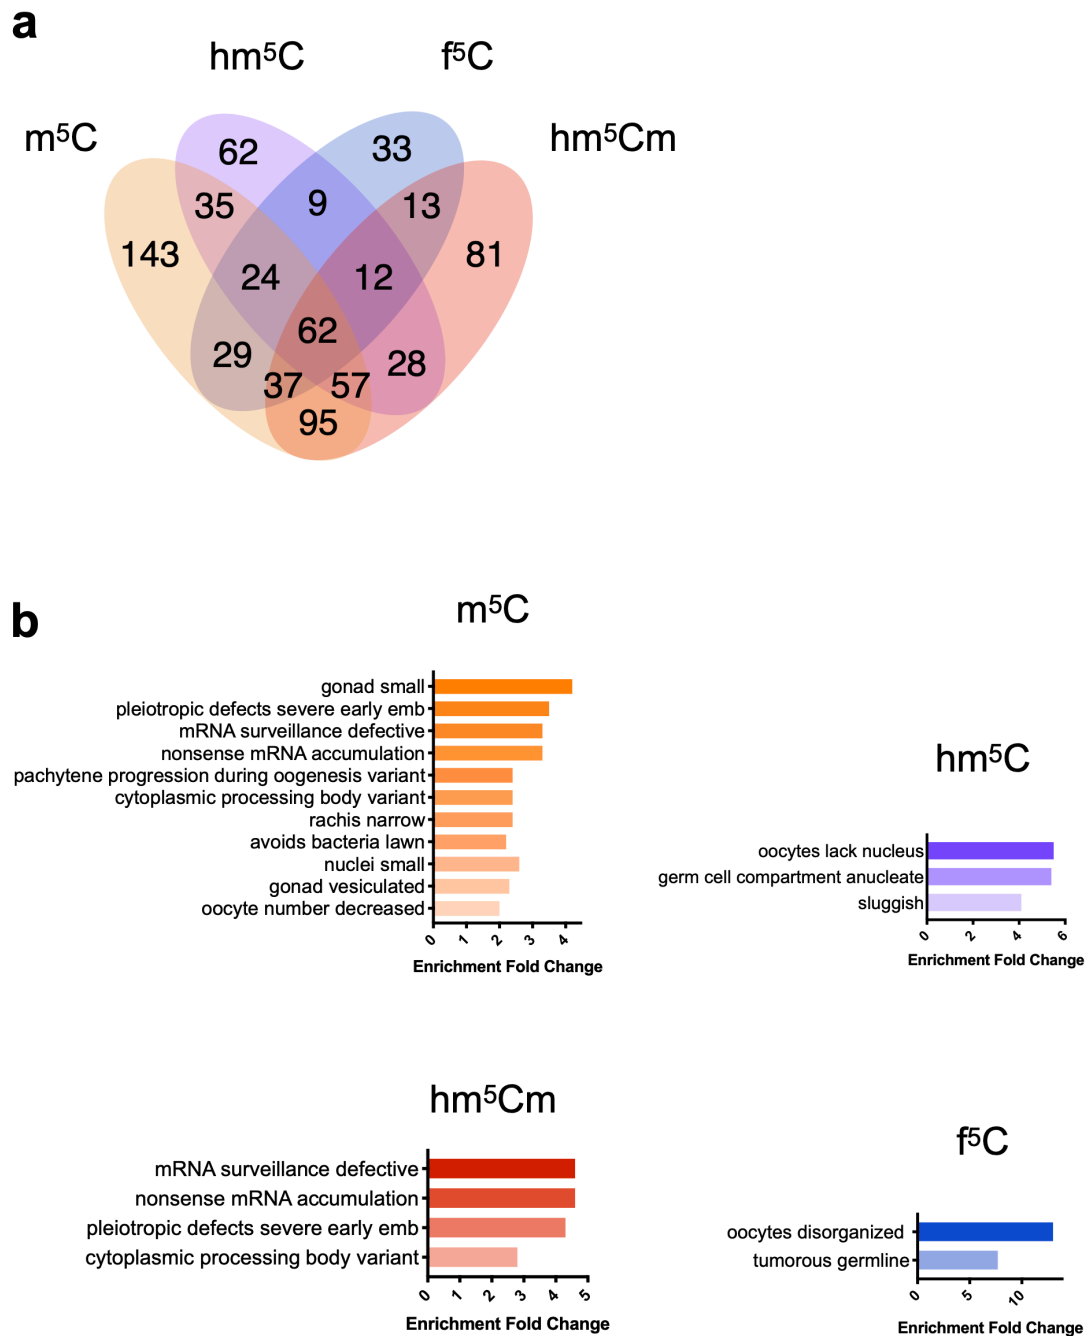 a
hm⁵C f⁵C
m⁵C hm⁵Cm
62 33
35 9 13
143 81
24 12
62
29 28
37 57
95
b
m⁵C
gonad small
pleiotropic defects severe early emb
mRNA surveillance defective
nonsense mRNA accumulation
pachytene progression during oogenesis variant
cytoplasmic processing body variant
rachis narrow
avoids bacteria lawn
nuclei small
gonad vesiculated
oocyte number decreased
0 1 2 3 4
Enrichment Fold Change
hm⁵C
oocytes lack nucleus
germ cell compartment anucleate
sluggish
0 2 4 6
Enrichment Fold Change
hm⁵Cm
mRNA surveillance defective
nonsense mRNA accumulation
pleiotropic defects severe early emb
cytoplasmic processing body variant
0 1 2 3 4 5
Enrichment Fold Change
f⁵C
oocytes disorganized
tumorous germline
0 5 10
Enrichment Fold Change